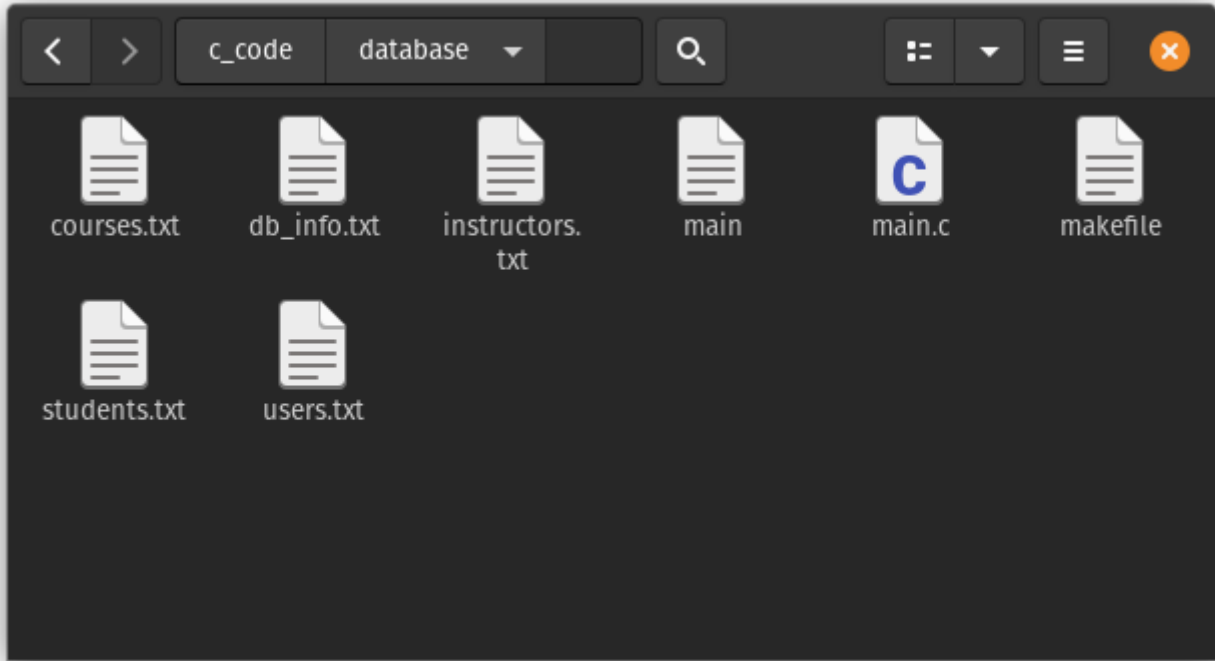 c_code
database
courses.txt
db_info.txt
instructors.
txt
main
C
main.c
makefile
students.txt
users.txt